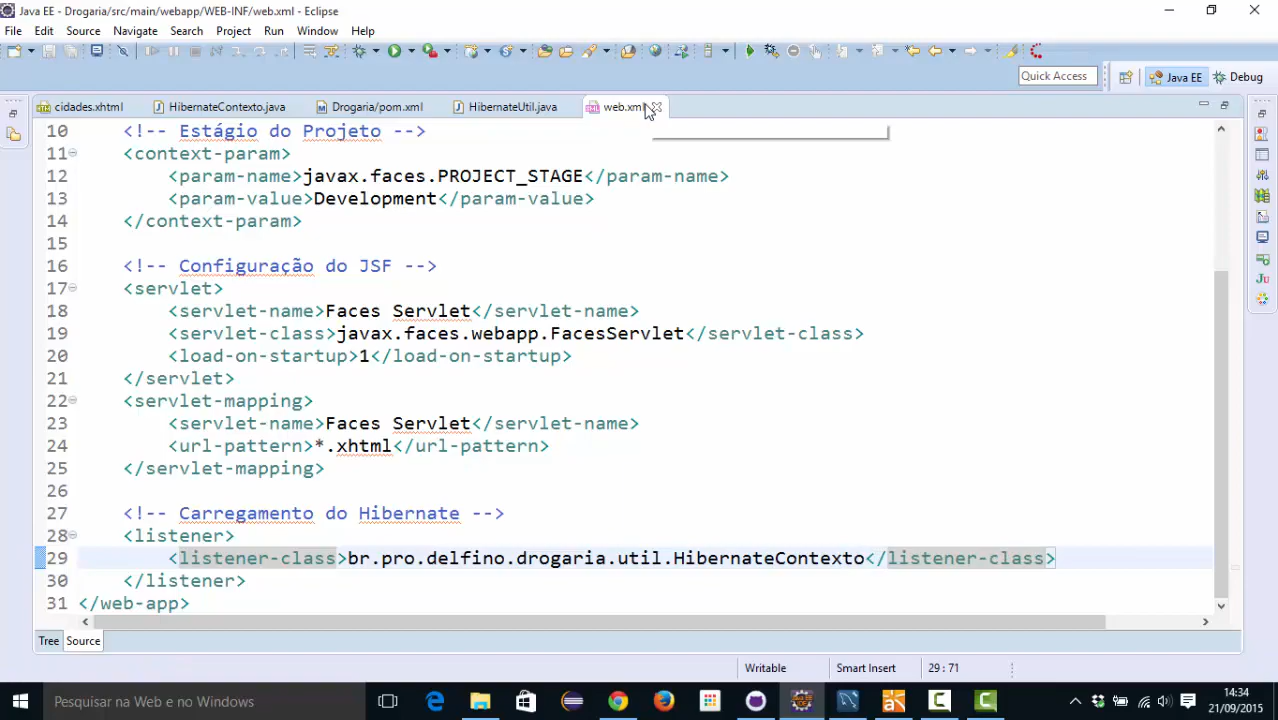 Java EE - Drogaria/src/main/webapp/WEB-INF/web.xml - Eclipse
File Edit Source Navigate Search Project Run Window Help
Quick Access Java EE Debug
cidades.xhtml HibernateContexto.java Drogaria/pom.xml HibernateUtil.java web.xml
10 <!-- Estágio do Projeto -->
11 <context-param>
12 <param-name>javax.faces.PROJECT_STAGE</param-name>
13 <param-value>Development</param-value>
14 </context-param>
15
16 <!-- Configuração do JSF -->
17 <servlet>
18 <servlet-name>Faces Servlet</servlet-name>
19 <servlet-class>javax.faces.webapp.FacesServlet</servlet-class>
20 <load-on-startup>1</load-on-startup>
21 </servlet>
22 <servlet-mapping>
23 <servlet-name>Faces Servlet</servlet-name>
24 <url-pattern>*.xhtml</url-pattern>
25 </servlet-mapping>
26
27 <!-- Carregamento do Hibernate -->
28 <listener>
29 <listener-class>br.pro.delfino.drogaria.util.HibernateContexto</listener-class>
30 </listener>
31 </web-app>
Tree Source
Writable Smart Insert 29 : 71
Pesquisar na Web e no Windows
14:34
21/09/2015